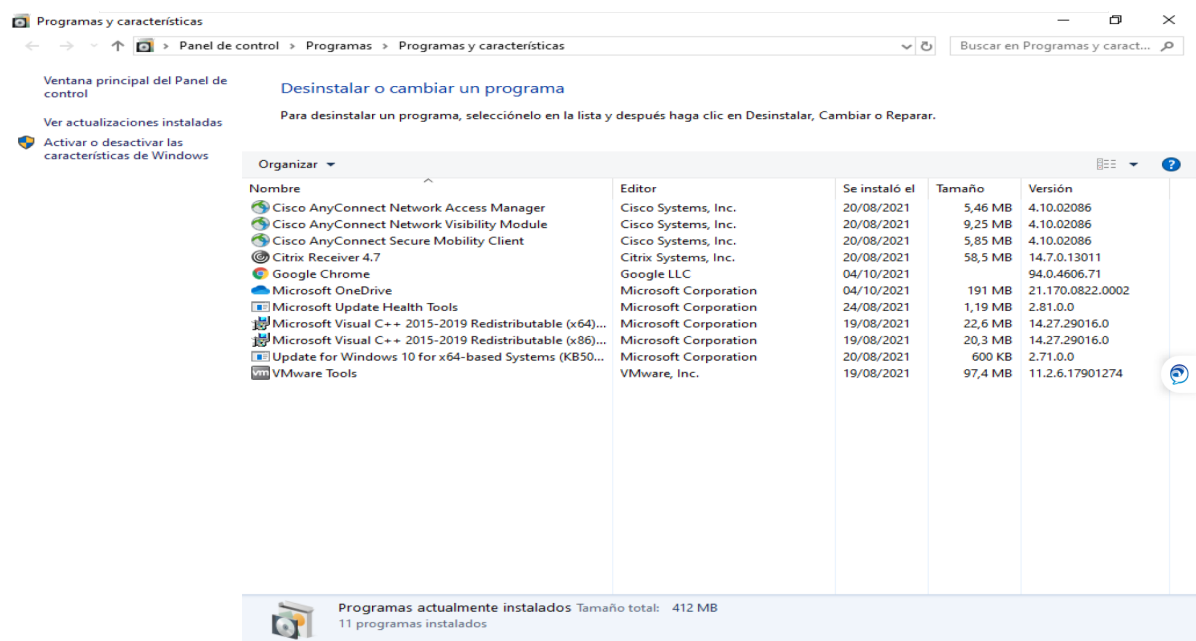 Programas y características
Panel de control > Programas > Programas y características
Buscar en Programas y caract...
Ventana principal del Panel de
control
Ver actualizaciones instaladas
Activar o desactivar las
características de Windows
Desinstalar o cambiar un programa
Para desinstalar un programa, selecciónelo en la lista y después haga clic en Desinstalar, Cambiar o Reparar.
Organizar
Nombre Editor Se instaló el Tamaño Versión
Cisco AnyConnect Network Access Manager Cisco Systems, Inc. 20/08/2021 5,46 MB 4.10.02086
Cisco AnyConnect Network Visibility Module Cisco Systems, Inc. 20/08/2021 9,25 MB 4.10.02086
Cisco AnyConnect Secure Mobility Client Cisco Systems, Inc. 20/08/2021 5,85 MB 4.10.02086
Citrix Receiver 4.7 Citrix Systems, Inc. 20/08/2021 58,5 MB 14.7.0.13011
Google Chrome Google LLC 04/10/2021 94.0.4606.71
Microsoft OneDrive Microsoft Corporation 04/10/2021 191 MB 21.170.0822.0002
Microsoft Update Health Tools Microsoft Corporation 24/08/2021 1,19 MB 2.81.0.0
Microsoft Visual C++ 2015-2019 Redistributable (x64)... Microsoft Corporation 19/08/2021 22,6 MB 14.27.29016.0
Microsoft Visual C++ 2015-2019 Redistributable (x86)... Microsoft Corporation 19/08/2021 20,3 MB 14.27.29016.0
Update for Windows 10 for x64-based Systems (KB50... Microsoft Corporation 20/08/2021 600 KB 2.71.0.0
vm VMware Tools VMware, Inc. 19/08/2021 97,4 MB 11.2.6.17901274
Programas actualmente instalados Tamaño total: 412 MB
11 programas instalados